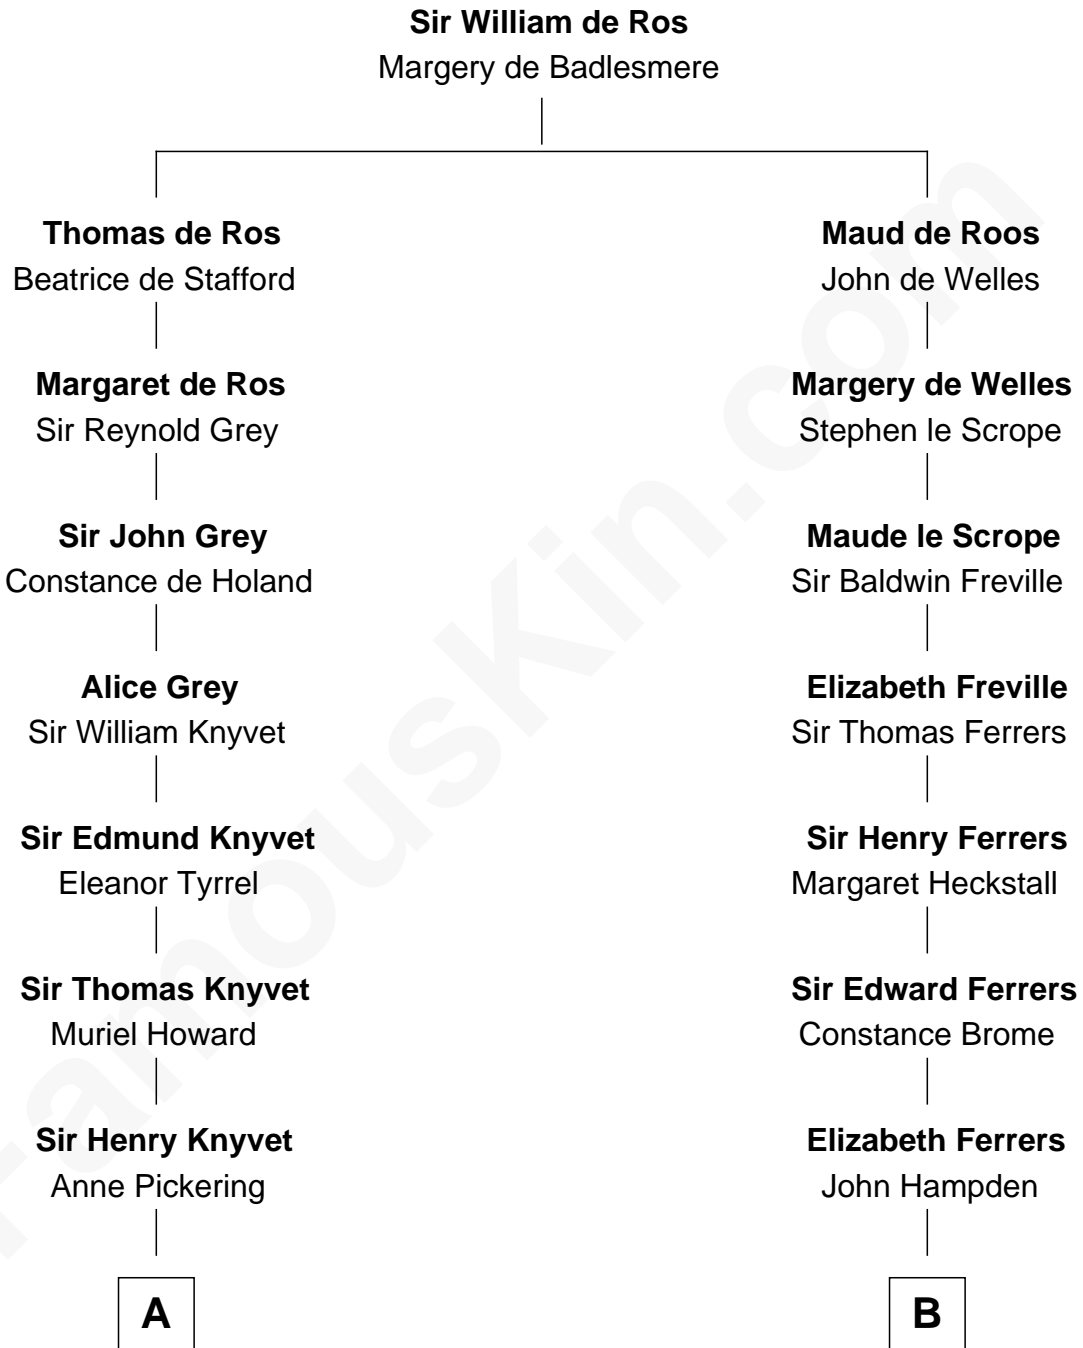 Sir William de Ros
Margery de Badlesmere
Thomas de Ros
Beatrice de Stafford
Margaret de Ros
Sir Reynold Grey
Sir John Grey
Constance de Holand
Alice Grey
Sir William Knyvet
Sir Edmund Knyvet
Eleanor Tyrrel
Sir Thomas Knyvet
Muriel Howard
Sir Henry Knyvet
Anne Pickering
A
Maud de Roos
John de Welles
Margery de Welles
Stephen le Scrope
Maude le Scrope
Sir Baldwin Freville
Elizabeth Freville
Sir Thomas Ferrers
Sir Henry Ferrers
Margaret Heckstall
Sir Edward Ferrers
Constance Brome
Elizabeth Ferrers
John Hampden
B
FamousKin.com